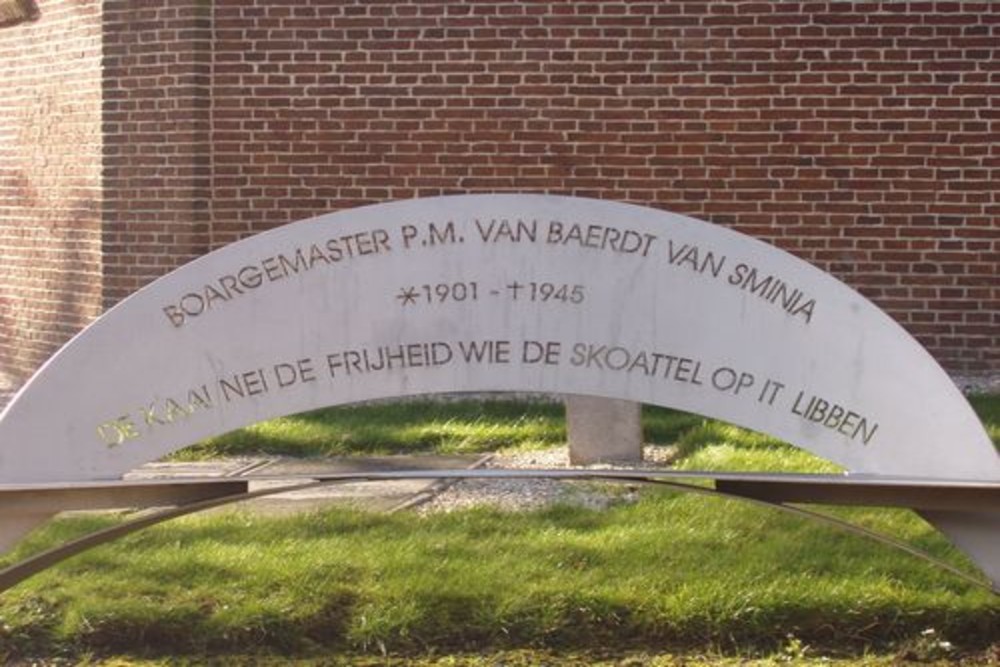 BOARGEMASTER P.M. VAN BAERDT VAN SMINIA
*1901 - †1945
DE KAAI NEI DE FRIJHEID WIE DE SKOATTEL OP IT LIBBEN